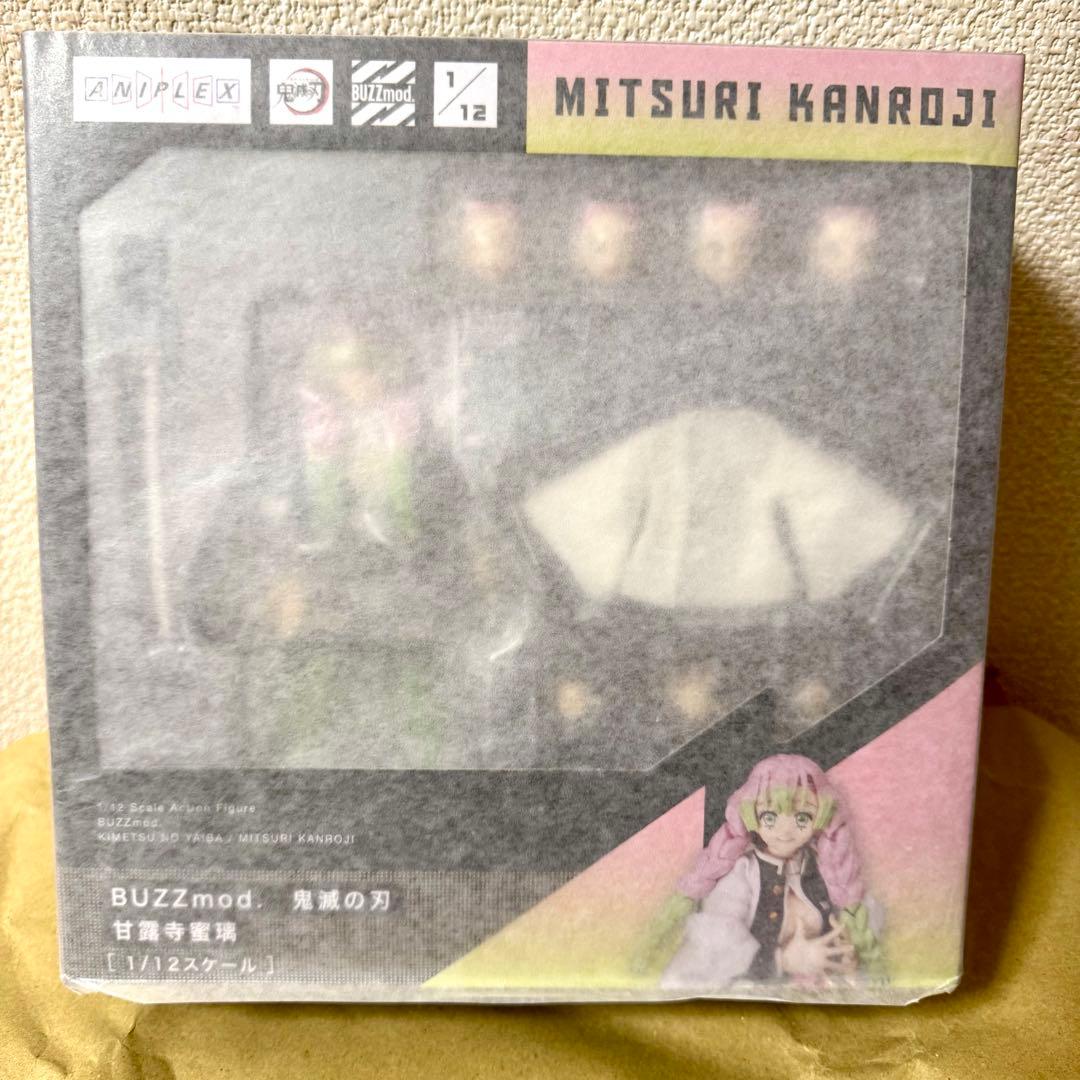 ANIPLEX
鬼滅刃
BUZZmod.
1/12
MITSURI KANROJI
1/12 Scale Action Figure
BUZZmod.
KIMETSU NO YAIBA / MITSURI KANROJI
BUZZmod. 鬼滅の刃
甘露寺蜜璃
[ 1/12スケール ]